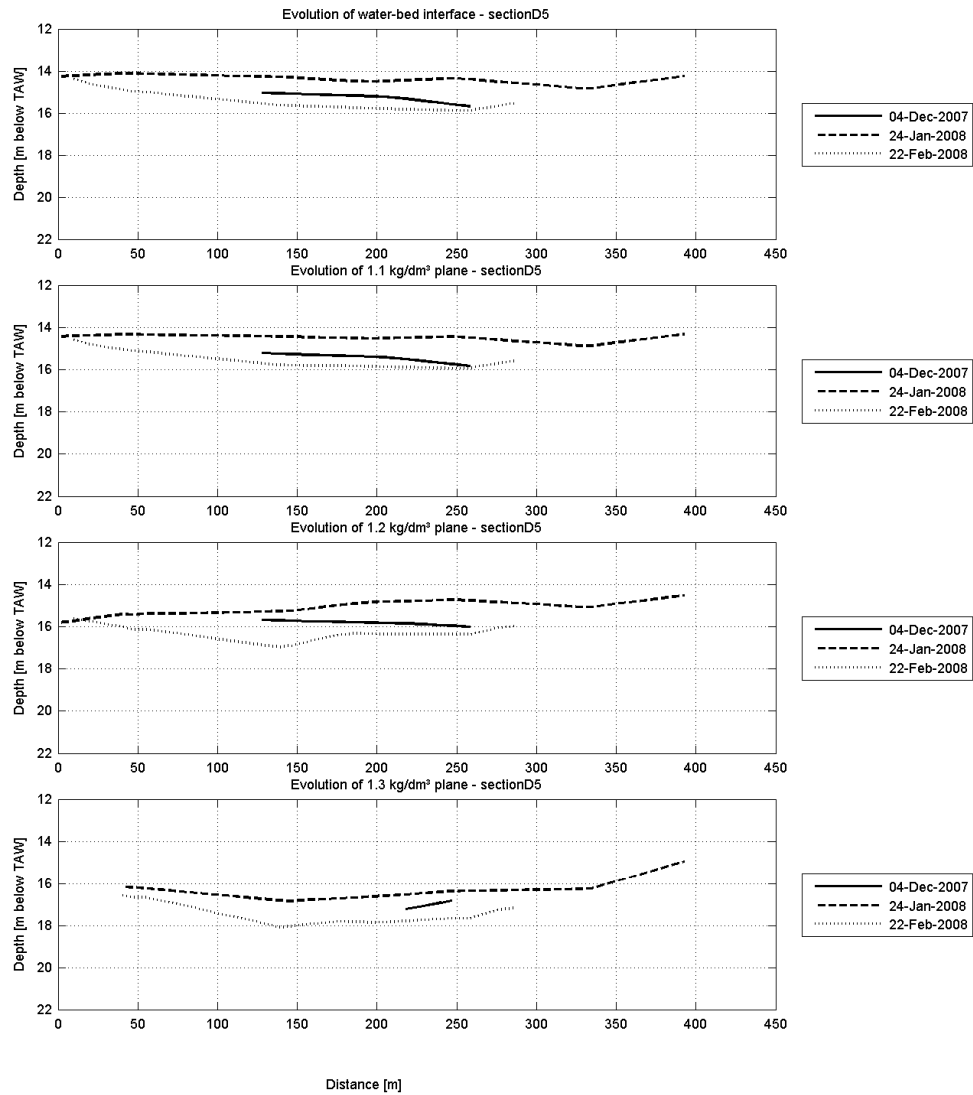 Evolution of water-bed interface - sectionD5
12
14
16
18
20
22
Depth [m below TAW]
0 50 100 150 200 250 300 350 400 450
04-Dec-2007
24-Jan-2008
22-Feb-2008
Evolution of 1.1 kg/dm³ plane - sectionD5
12
14
16
18
20
22
Depth [m below TAW]
0 50 100 150 200 250 300 350 400 450
04-Dec-2007
24-Jan-2008
22-Feb-2008
Evolution of 1.2 kg/dm³ plane - sectionD5
12
14
16
18
20
22
Depth [m below TAW]
0 50 100 150 200 250 300 350 400 450
04-Dec-2007
24-Jan-2008
22-Feb-2008
Evolution of 1.3 kg/dm³ plane - sectionD5
12
14
16
18
20
22
Depth [m below TAW]
0 50 100 150 200 250 300 350 400 450
04-Dec-2007
24-Jan-2008
22-Feb-2008
Distance [m]